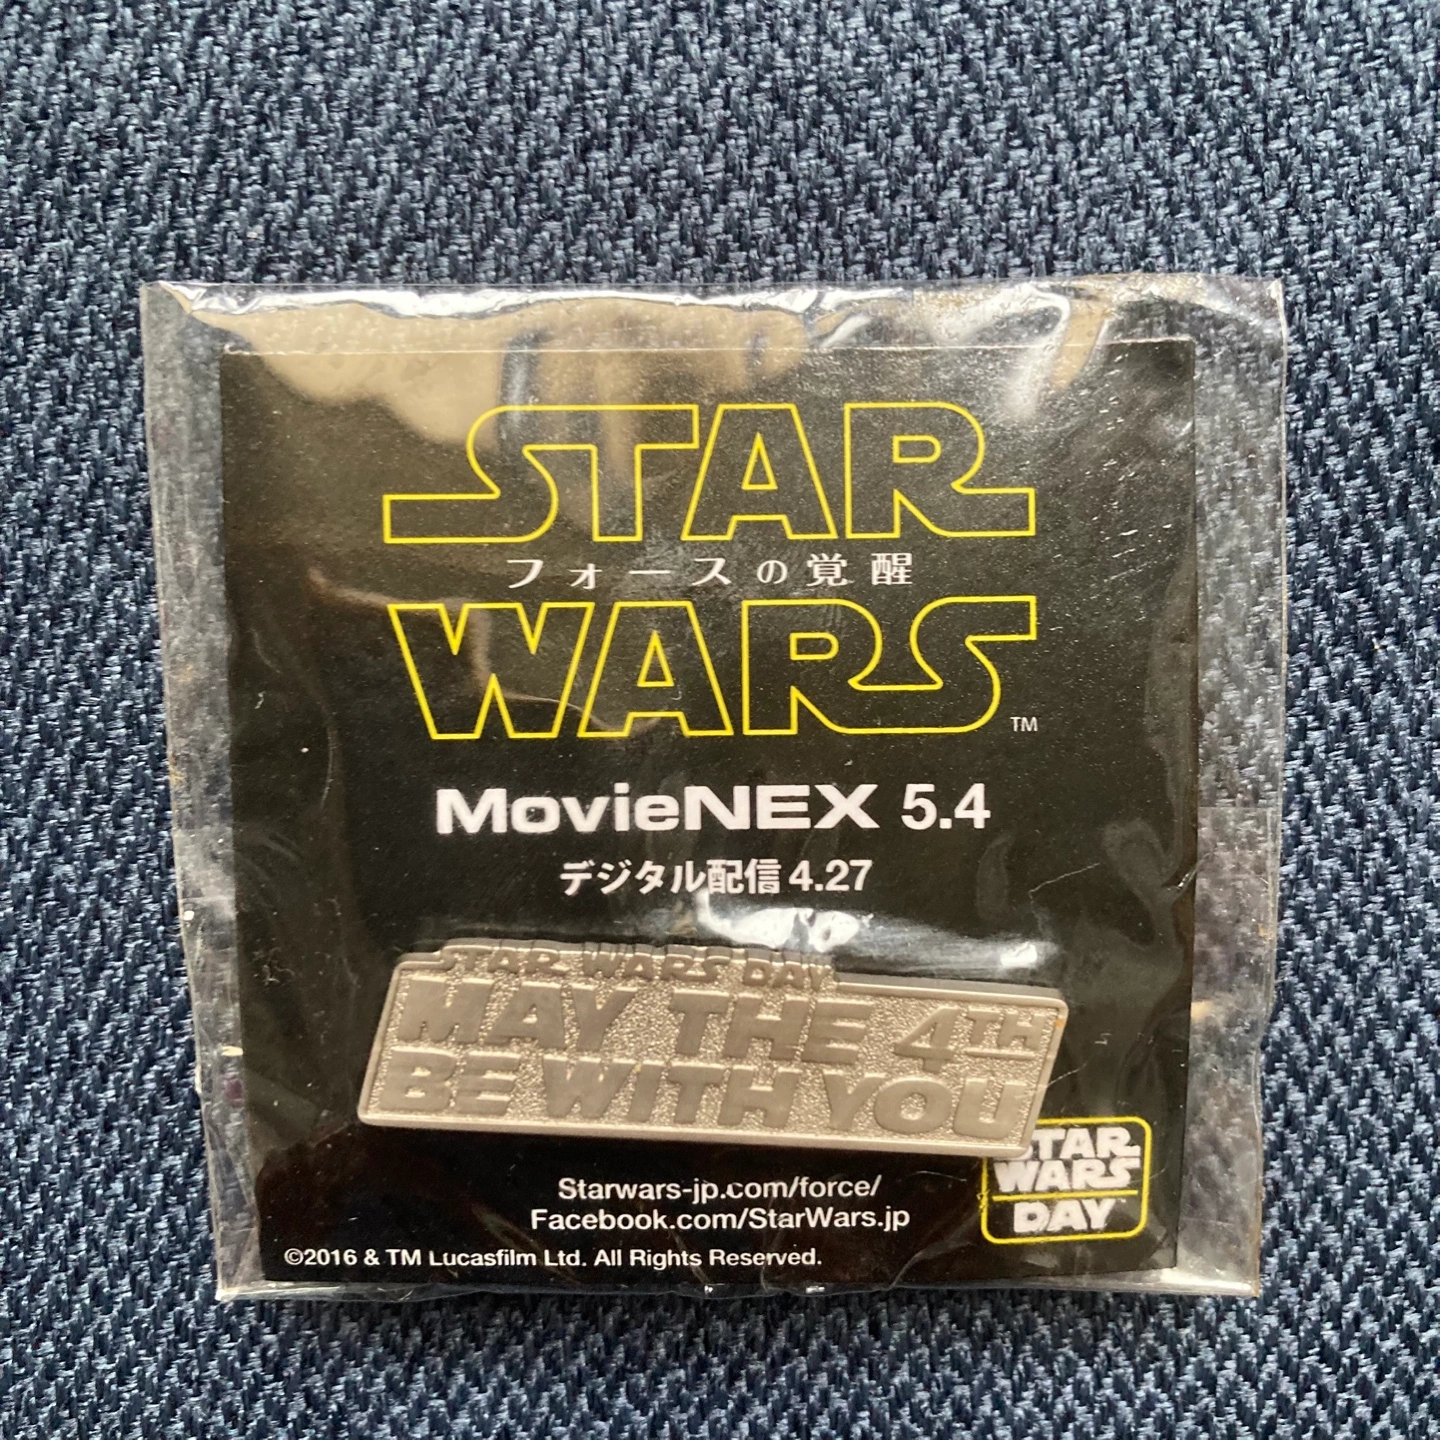 STAR
フォースの覚醒
WARS™
MovieNEX 5.4
デジタル配信 4.27
STAR WARS DAY
MAY THE 4TH
BE WITH YOU
Starwars-jp.com/force/
Facebook.com/StarWars.jp
©2016 & TM Lucasfilm Ltd. All Rights Reserved.
STAR
WARS
DAY